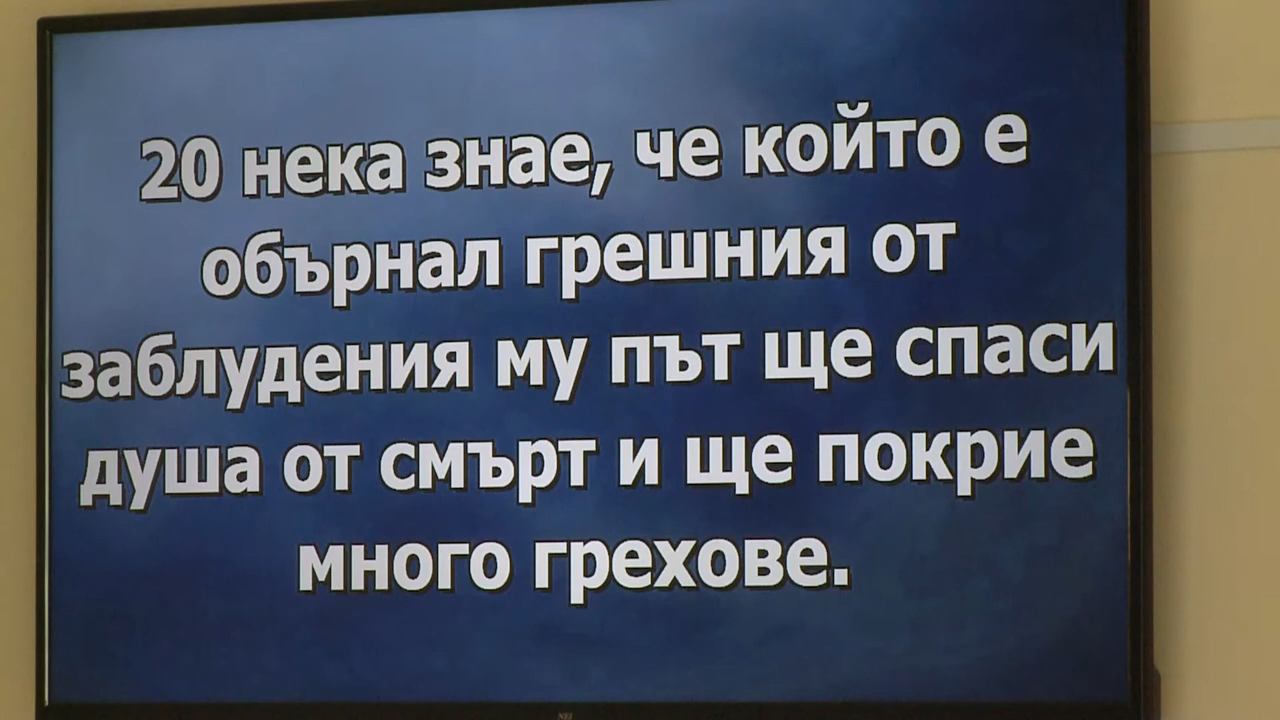 20 нека знае, че който е
обърнал грешния от
заблудения му път ще спаси
душа от смърт и ще покрие
много грехове.